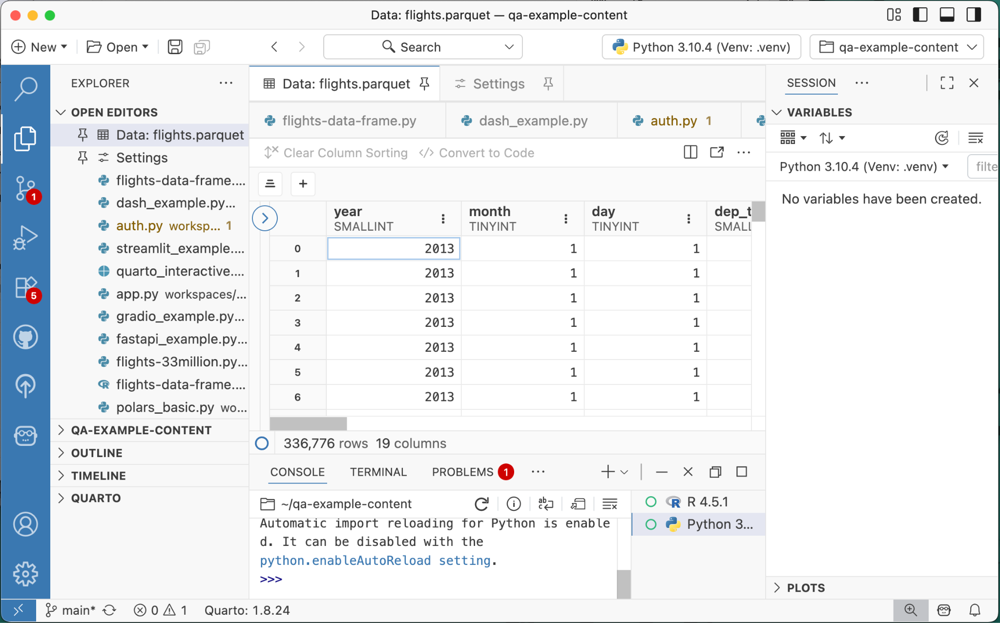 Data: flights.parquet — qa-example-content
New
Open
Search
Python 3.10.4 (Venv: .venv)
qa-example-content
EXPLORER
OPEN EDITORS
Data: flights.parquet
Settings
flights-data-frame....
dash_example.py...
auth.py worksp... 1
streamlit_example....
quarto_interactive....
app.py workspaces/...
gradio_example.py...
fastapi_example.py...
flights-33million.py...
flights-data-frame....
polars_basic.py wo...
QA-EXAMPLE-CONTENT
OUTLINE
TIMELINE
QUARTO
1
5
Data: flights.parquet
Settings
flights-data-frame.py
dash_example.py
auth.py 1
Clear Column Sorting
</> Convert to Code
year month day dep_t
SMALLINT TINYINT TINYINT SMALL
0 2013 1 1
1 2013 1 1
2 2013 1 1
3 2013 1 1
4 2013 1 1
5 2013 1 1
6 2013 1 1
336,776 rows 19 columns
CONSOLE TERMINAL PROBLEMS 1
~/qa-example-content
Automatic import reloading for Python is enable
d. It can be disabled with the
python.enableAutoReload setting.
>>>
R 4.5.1
Python 3...
SESSION
VARIABLES
Python 3.10.4 (Venv: .venv)
filte
No variables have been created.
PLOTS
main* 0 1 Quarto: 1.8.24